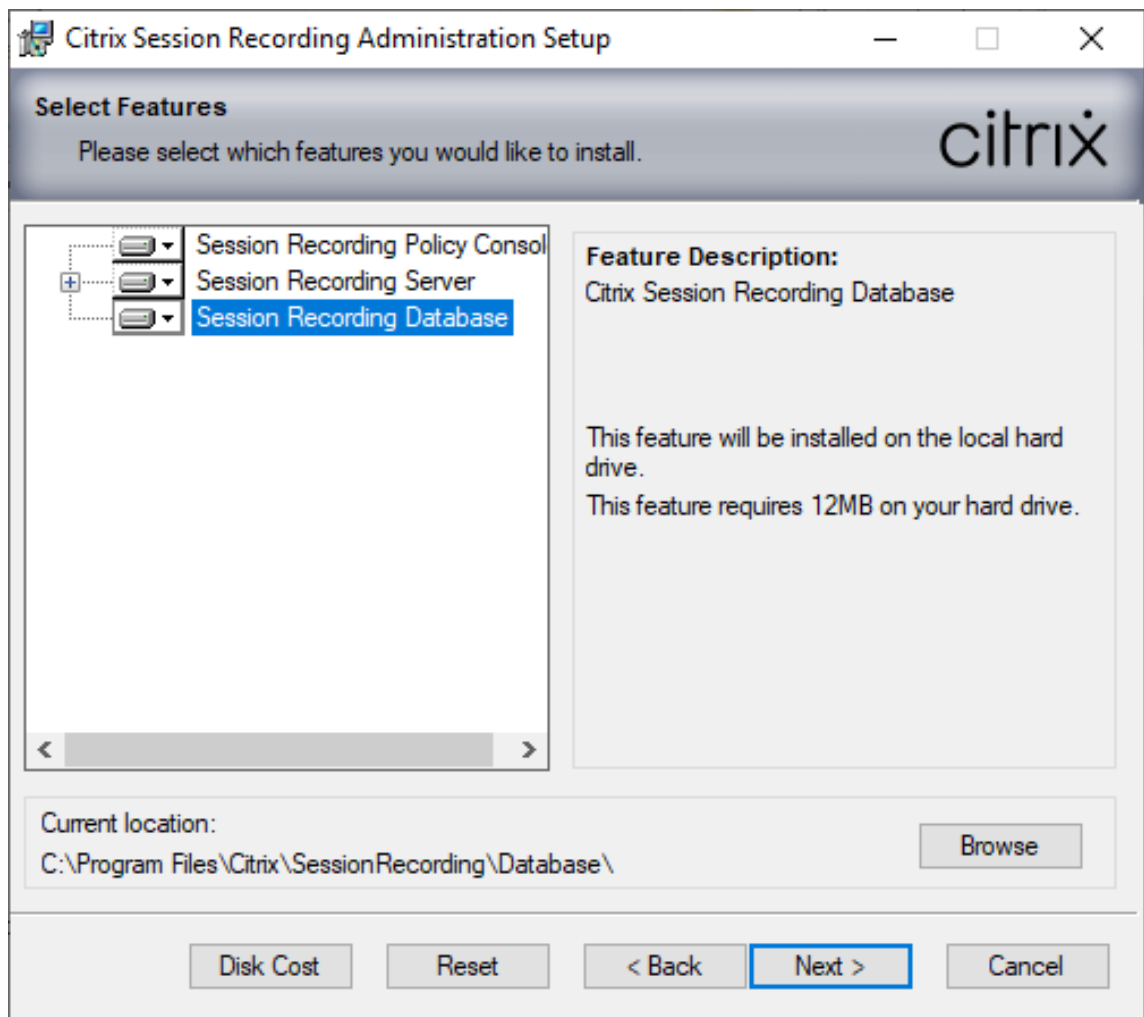 Citrix Session Recording Administration Setup
Select Features
Please select which features you would like to install.
citrix
Session Recording Policy Consol
Session Recording Server
Session Recording Database
Feature Description:
Citrix Session Recording Database
This feature will be installed on the local hard
drive.
This feature requires 12MB on your hard drive.
Current location:
C:\Program Files\Citrix\SessionRecording\Database\
Browse
Disk Cost
Reset
< Back
Next >
Cancel